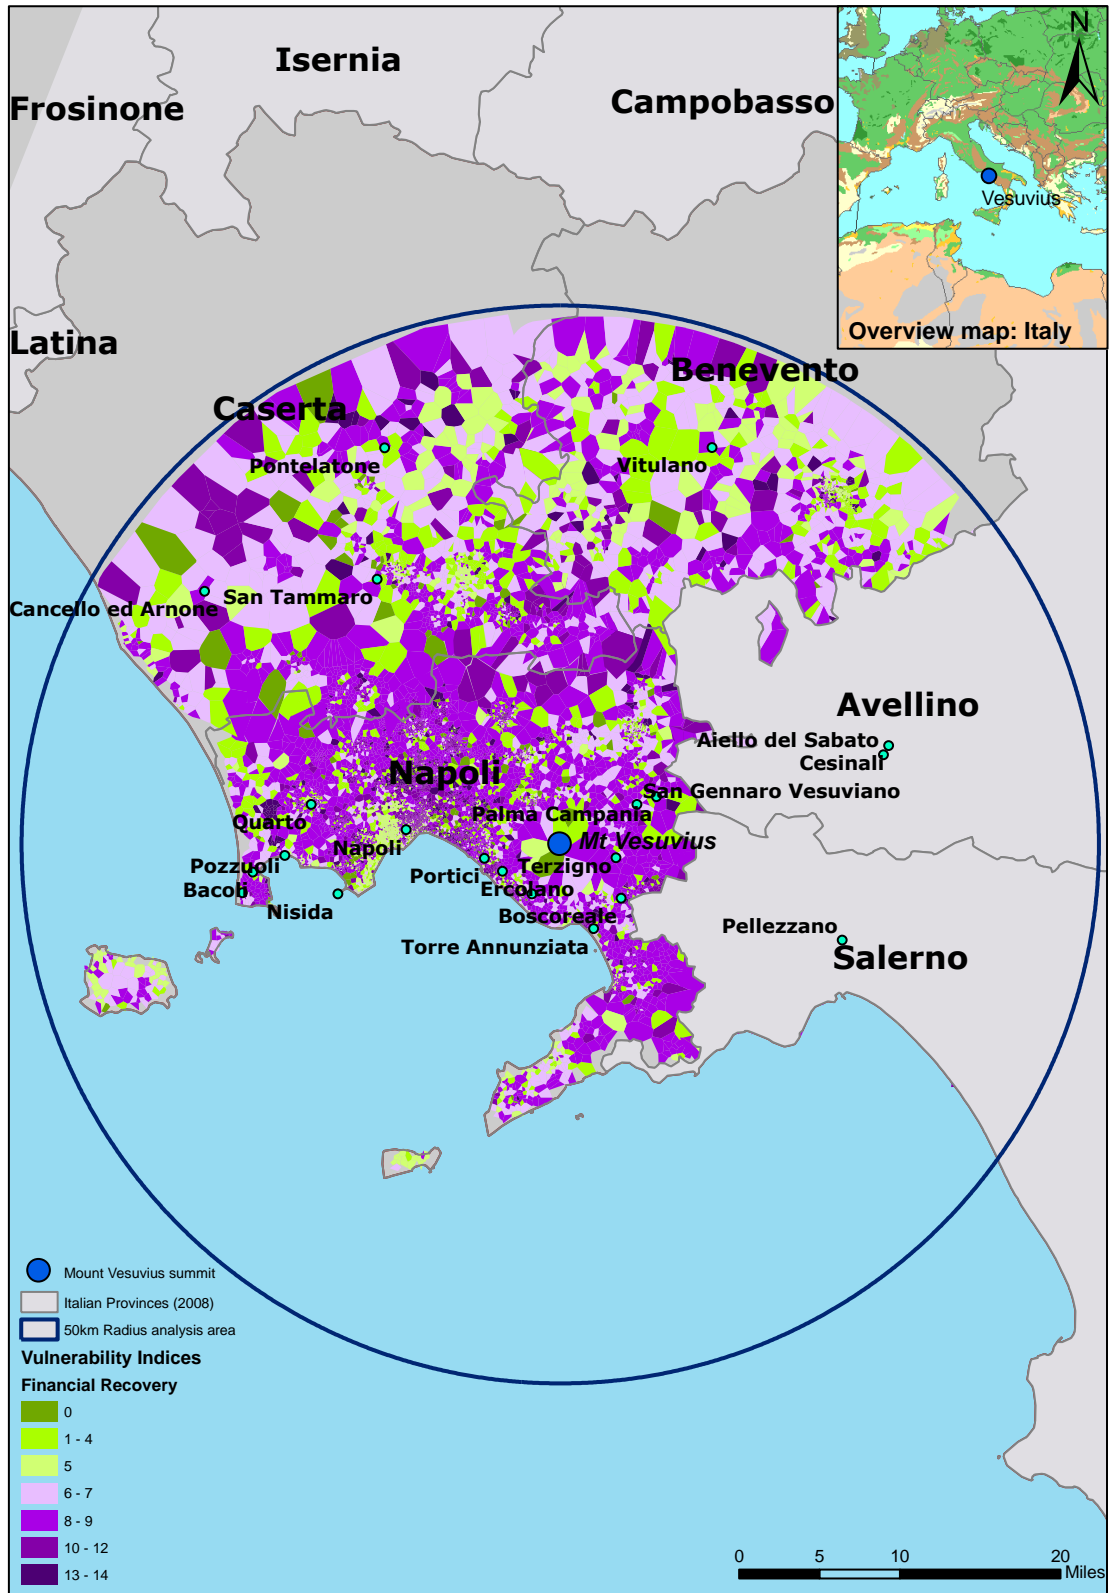 Isernia
Frosinone
Campobasso
N
Vesuvius
Overview map: Italy
Latina
Benevento
Caserta
Pontelatone
Vitulano
Cancello ed Arnone
San Tammaro
Avellino
Aiello del Sabato
Cesinali
Napoli
San Gennaro Vesuviano
Palma Campania
Quarto
Mt Vesuvius
Napoli
Pozzuoli
Terzigno
Portici
Bacoli
Ercolano
Nisida
Boscoreale
Torre Annunziata
Pellezzano
Salerno
Mount Vesuvius summit
Italian Provinces (2008)
50km Radius analysis area
Vulnerability Indices
Financial Recovery
0
1 - 4
5
6 - 7
8 - 9
10 - 12
13 - 14
0 5 10 20
Miles